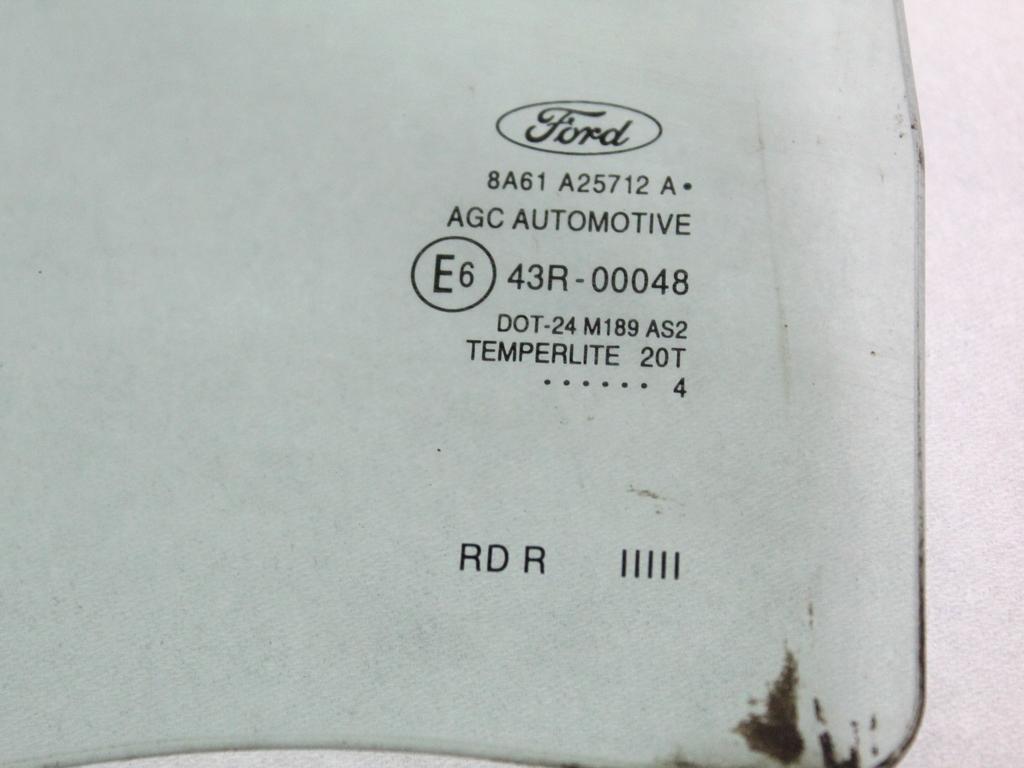 Ford
8A61 A25712 A•
AGC AUTOMOTIVE
E6 43R-00048
DOT-24 M189 AS2
TEMPERLITE 20T
······ 4
RD R IIIII